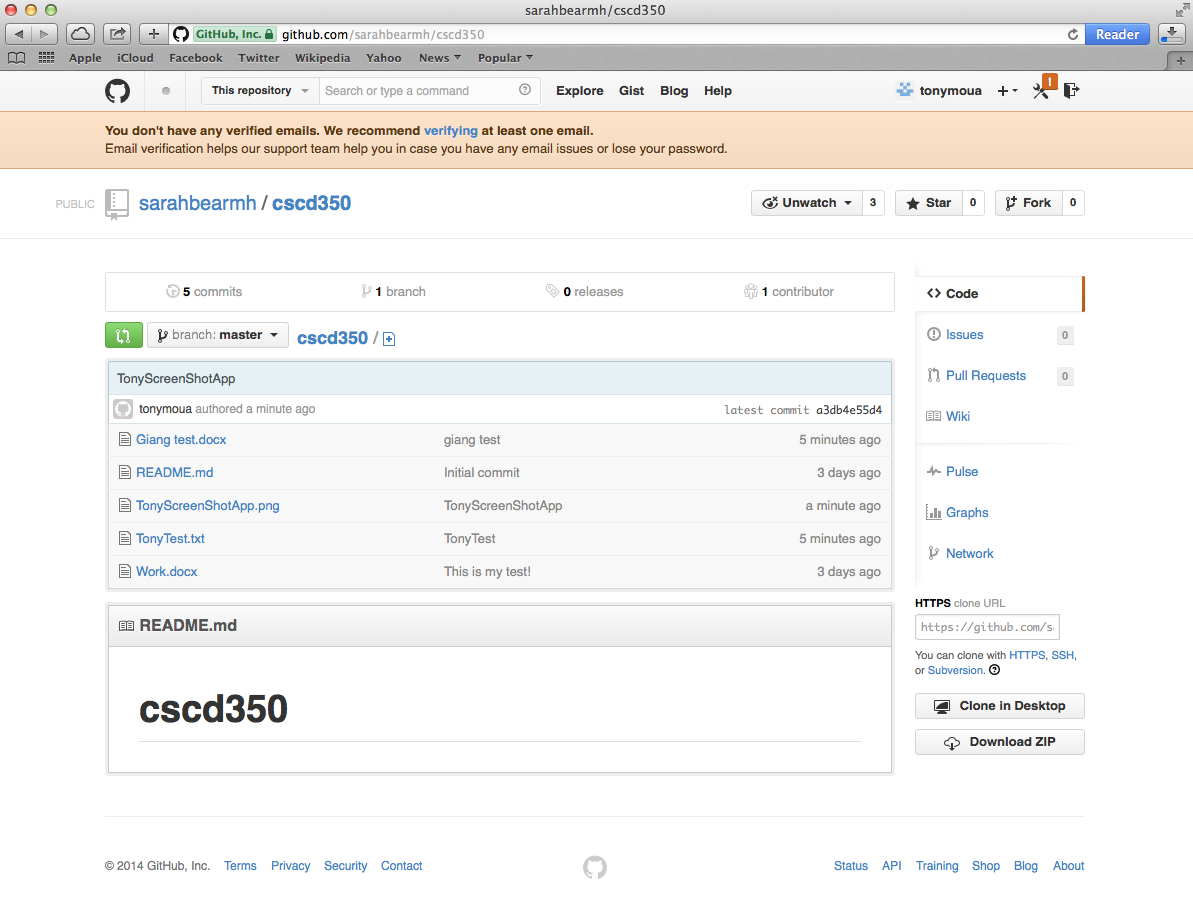 sarahbearmh/cscd350
GitHub, Inc. github.com/sarahbearmh/cscd350 Reader
Apple iCloud Facebook Twitter Wikipedia Yahoo News Popular
This repository Search or type a command Explore Gist Blog Help tonymoua
You don't have any verified emails. We recommend verifying at least one email.
Email verification helps our support team help you in case you have any email issues or lose your password.
PUBLIC sarahbearmh / cscd350 Unwatch 3 Star 0 Fork 0
5 commits 1 branch 0 releases 1 contributor
branch: master cscd350 /
TonyScreenShotApp
tonymoua authored a minute ago latest commit a3db4e55d4
Giang test.docx giang test 5 minutes ago
README.md Initial commit 3 days ago
TonyScreenShotApp.png TonyScreenShotApp a minute ago
TonyTest.txt TonyTest 5 minutes ago
Work.docx This is my test! 3 days ago
README.md
cscd350
Code
Issues 0
Pull Requests 0
Wiki
Pulse
Graphs
Network
HTTPS clone URL
https://github.com/s
You can clone with HTTPS, SSH,
or Subversion.
Clone in Desktop
Download ZIP
© 2014 GitHub, Inc. Terms Privacy Security Contact Status API Training Shop Blog About